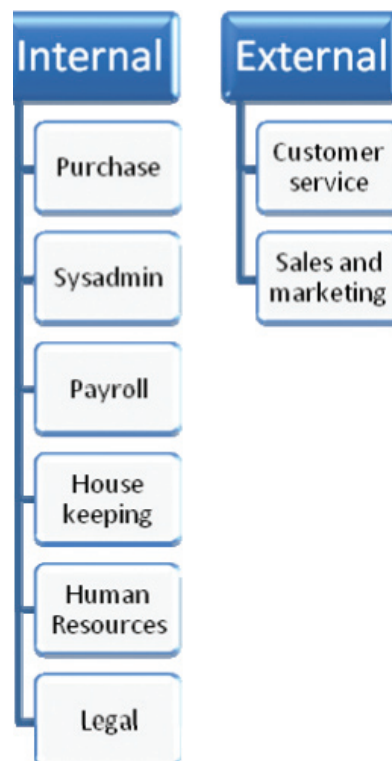 Internal
Purchase
Sysadmin
Payroll
House
keeping
Human
Resources
Legal
External
Customer
service
Sales and
marketing